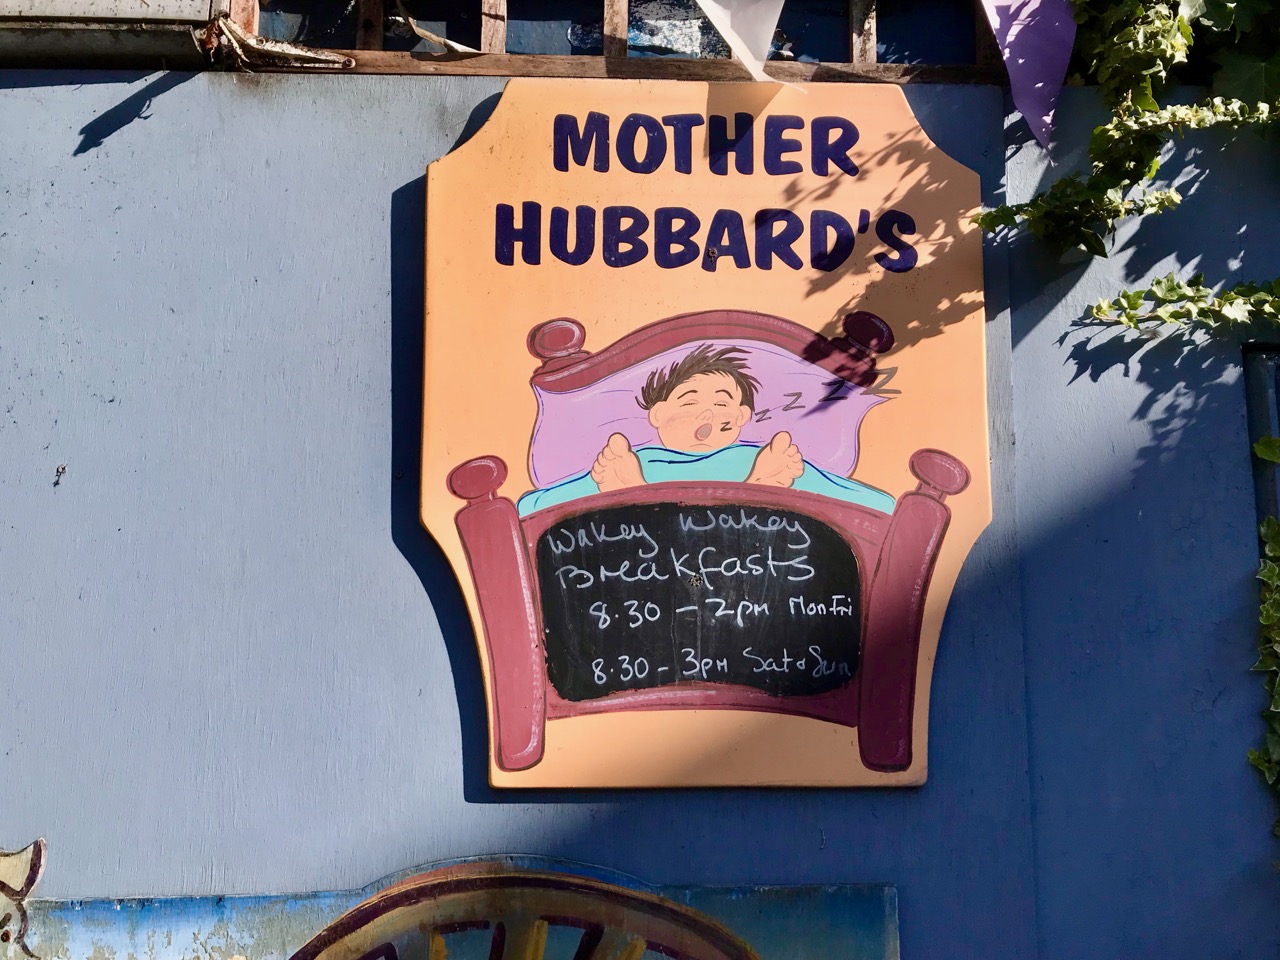 MOTHER
HUBBARD'S
z z z z z
Wakey Wakey
Breakfasts
8.30 - 2pm Mon-Fri
8.30 - 3pm Sat & Sun